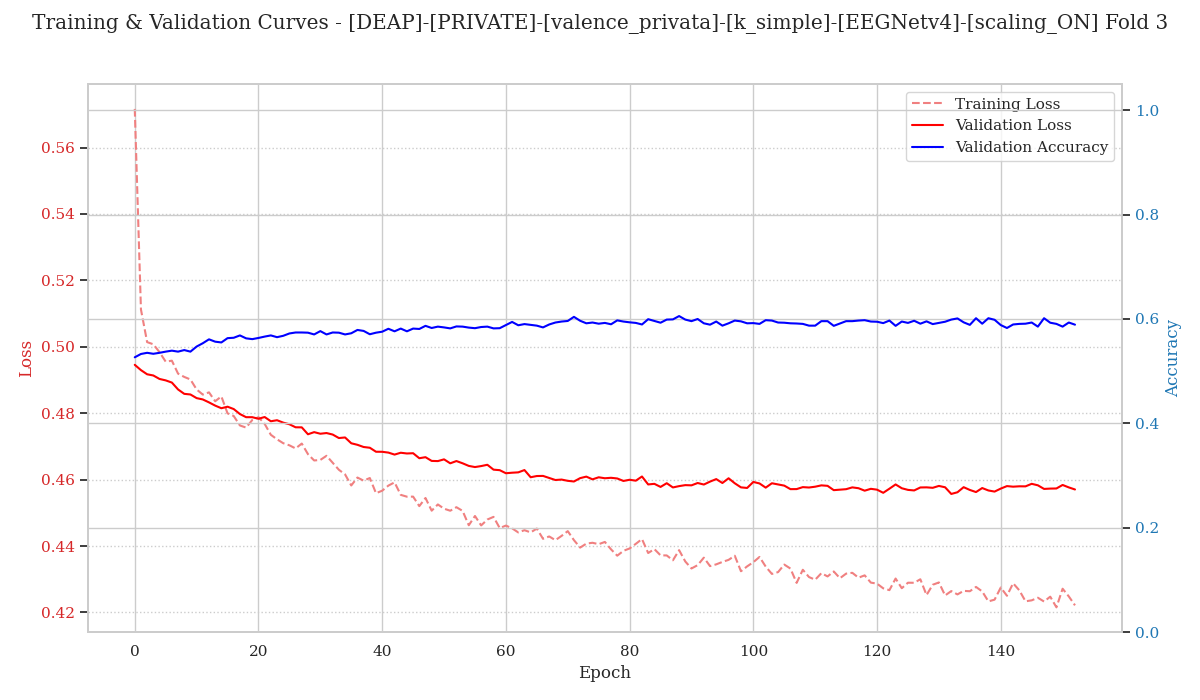 Training & Validation Curves - [DEAP]-[PRIVATE]-[valence_privata]-[k_simple]-[EEGNetv4]-[scaling_ON] Fold 3
Training Loss
Validation Loss
Validation Accuracy
Loss
0.56
0.54
0.52
0.50
0.48
0.46
0.44
0.42
1.0
0.8
0.6
0.4
0.2
0.0
Accuracy
0 20 40 60 80 100 120 140
Epoch